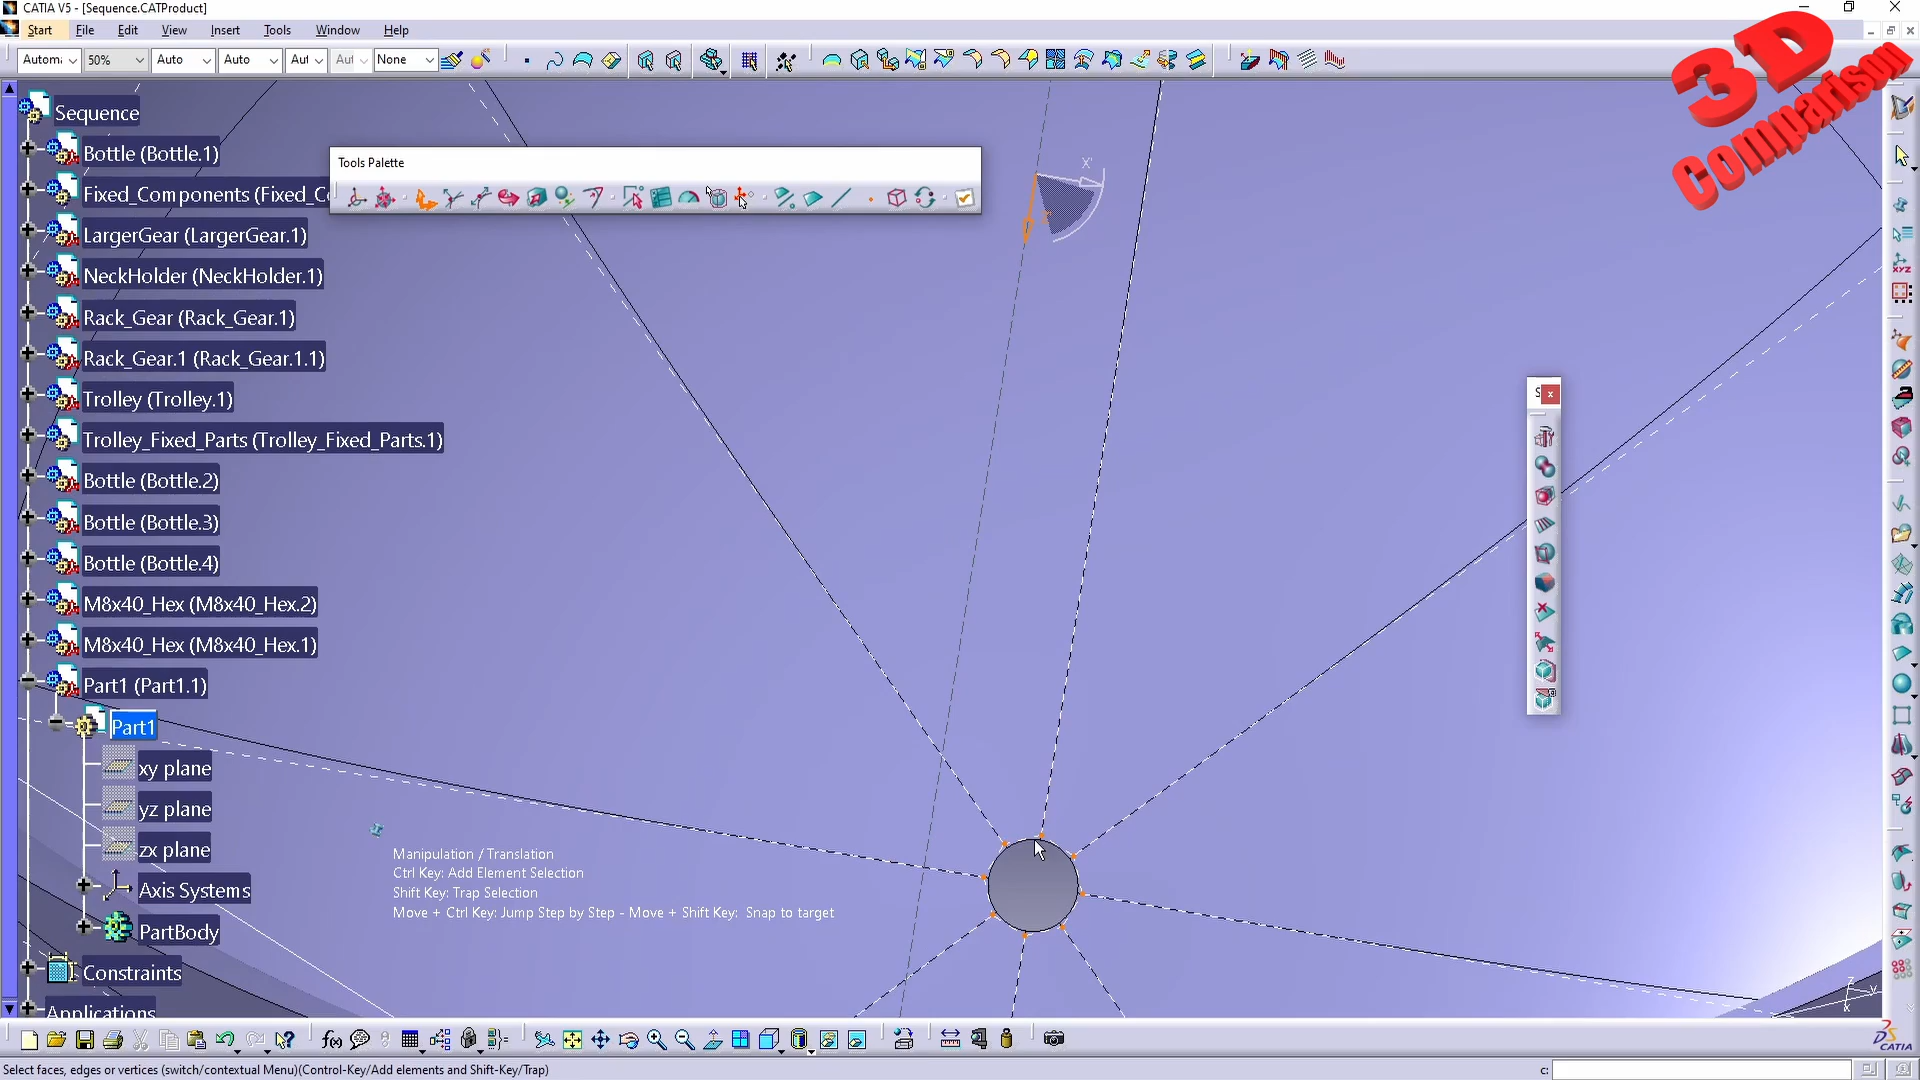 CATIA V5 - [Sequence.CATProduct]
Start File Edit View Insert Tools Window Help
Automa 50% Auto Auto Aut Aut None
3D
Comparison
Sequence
Bottle (Bottle.1)
Fixed_Components (Fixed_Co
LargerGear (LargerGear.1)
NeckHolder (NeckHolder.1)
Rack_Gear (Rack_Gear.1)
Rack_Gear.1 (Rack_Gear.1.1)
Trolley (Trolley.1)
Trolley_Fixed_Parts (Trolley_Fixed_Parts.1)
Bottle (Bottle.2)
Bottle (Bottle.3)
Bottle (Bottle.4)
M8x40_Hex (M8x40_Hex.2)
M8x40_Hex (M8x40_Hex.1)
Part1 (Part1.1)
Part1
xy plane
yz plane
zx plane
Axis Systems
PartBody
Constraints
Applications
Tools Palette
X'
S x
Manipulation / Translation
Ctrl Key: Add Element Selection
Shift Key: Trap Selection
Move + Ctrl Key: Jump Step by Step - Move + Shift Key: Snap to target
CATIA
Select faces, edges or vertices (switch/contextual Menu)(Control-Key/Add elements and Shift-Key/Trap)
c: